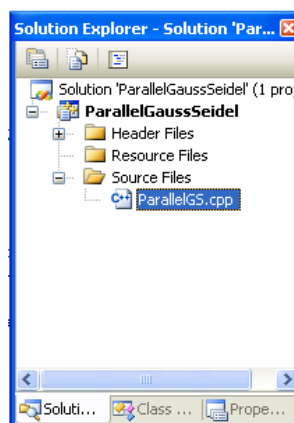 Solution Explorer - Solution 'Par...
Solution 'ParallelGaussSeidel' (1 pro
ParallelGaussSeidel
Header Files
Resource Files
Source Files
ParallelGS.cpp
Soluti... Class ... Prope...